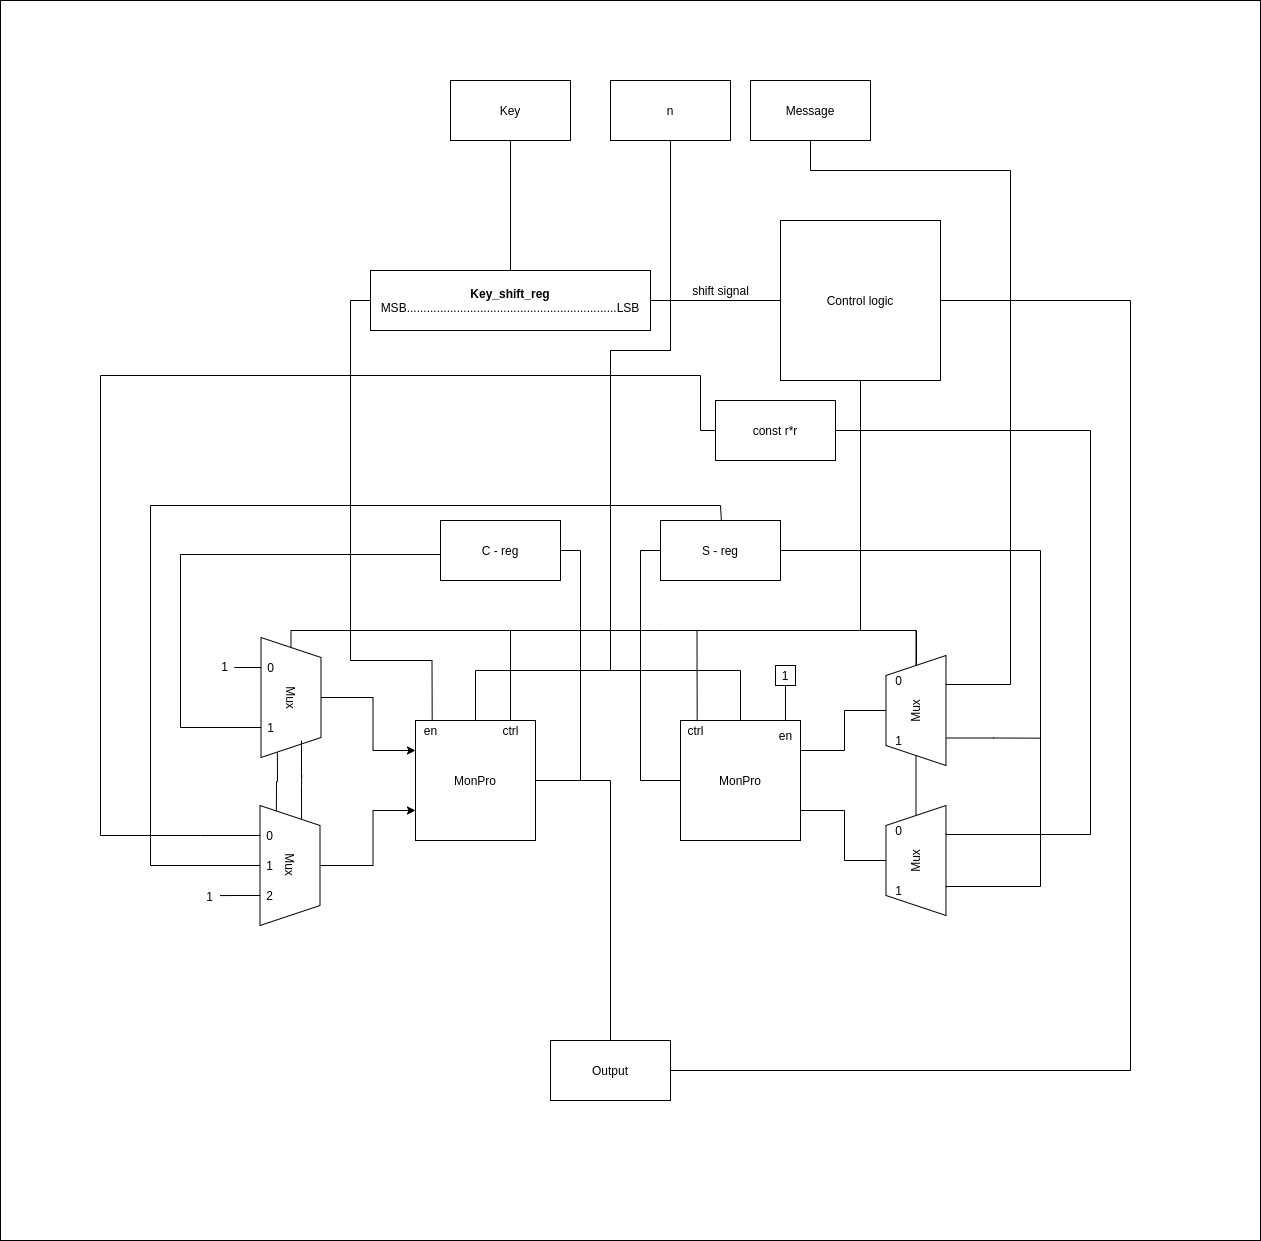 Key
n
Message
Key_shift_reg
MSB................................................................LSB
shift signal
Control logic
const r*r
C - reg
S - reg
1
0
Mux
1
en
ctrl
MonPro
ctrl
1
en
MonPro
0
Mux
1
0
1
Mux
1
2
0
Mux
1
Output